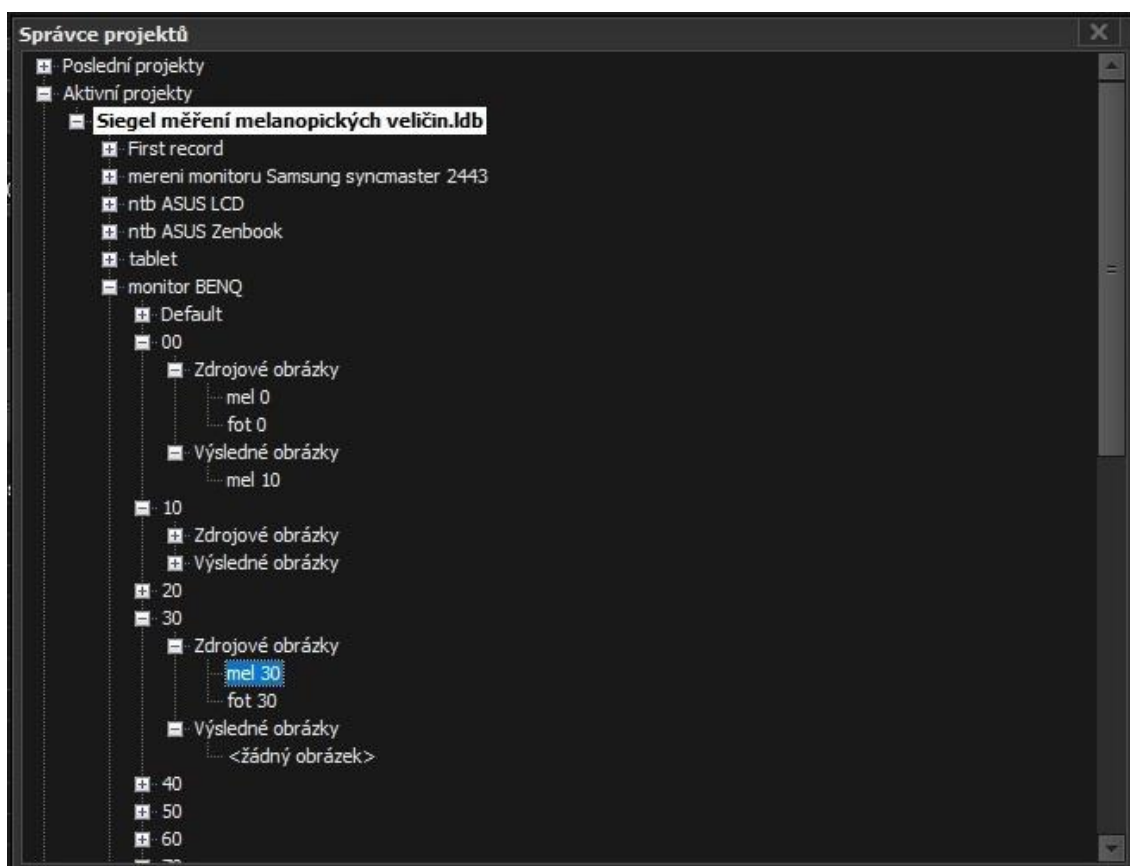 Správce projektů
Poslední projekty
Aktivní projekty
Siegel měření melanopických veličin.ldb
First record
mereni monitoru Samsung syncmaster 2443
ntb ASUS LCD
ntb ASUS Zenbook
tablet
monitor BENQ
Default
00
Zdrojové obrázky
mel 0
fot 0
Výsledné obrázky
mel 10
10
Zdrojové obrázky
Výsledné obrázky
20
30
Zdrojové obrázky
mel 30
fot 30
Výsledné obrázky
<žádný obrázek>
40
50
60